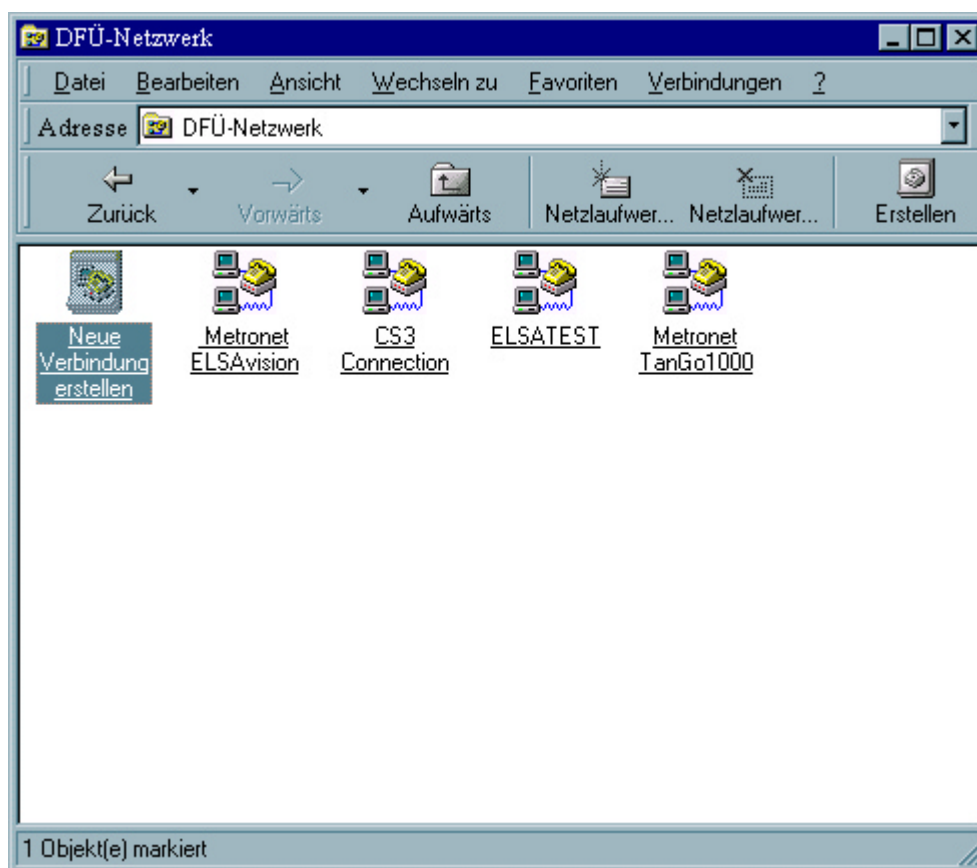 DFÜ-Netzwerk
Datei Bearbeiten Ansicht Wechseln zu Favoriten Verbindungen ?
Adresse DFÜ-Netzwerk
Zurück Vorwärts Aufwärts Netzlaufwer... Netzlaufwer... Erstellen
Neue Verbindung erstellen
Metronet ELSAvision
CS3 Connection
ELSATEST
Metronet TanGo1000
1 Objekt(e) markiert